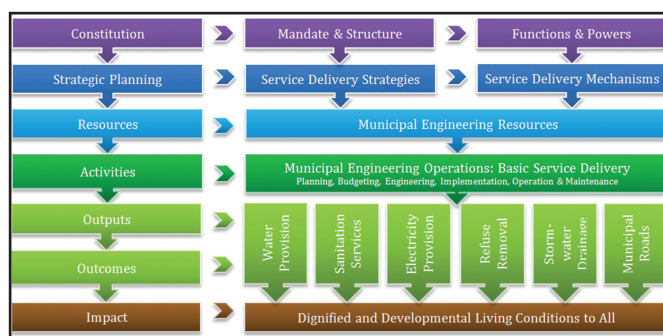 Constitution
Mandate & Structure
Functions & Powers
Strategic Planning
Service Delivery Strategies
Service Delivery Mechanisms
Resources
Municipal Engineering Resources
Activities
Municipal Engineering Operations: Basic Service Delivery
Planning, Budgeting, Engineering, Implementation, Operation & Maintenance
Outputs
Outcomes
Water
Provision
Sanitation
Services
Electricity
Provision
Refuse
Removal
Storm-
water
Drainage
Municipal
Roads
Impact
Dignified and Developmental Living Conditions to All